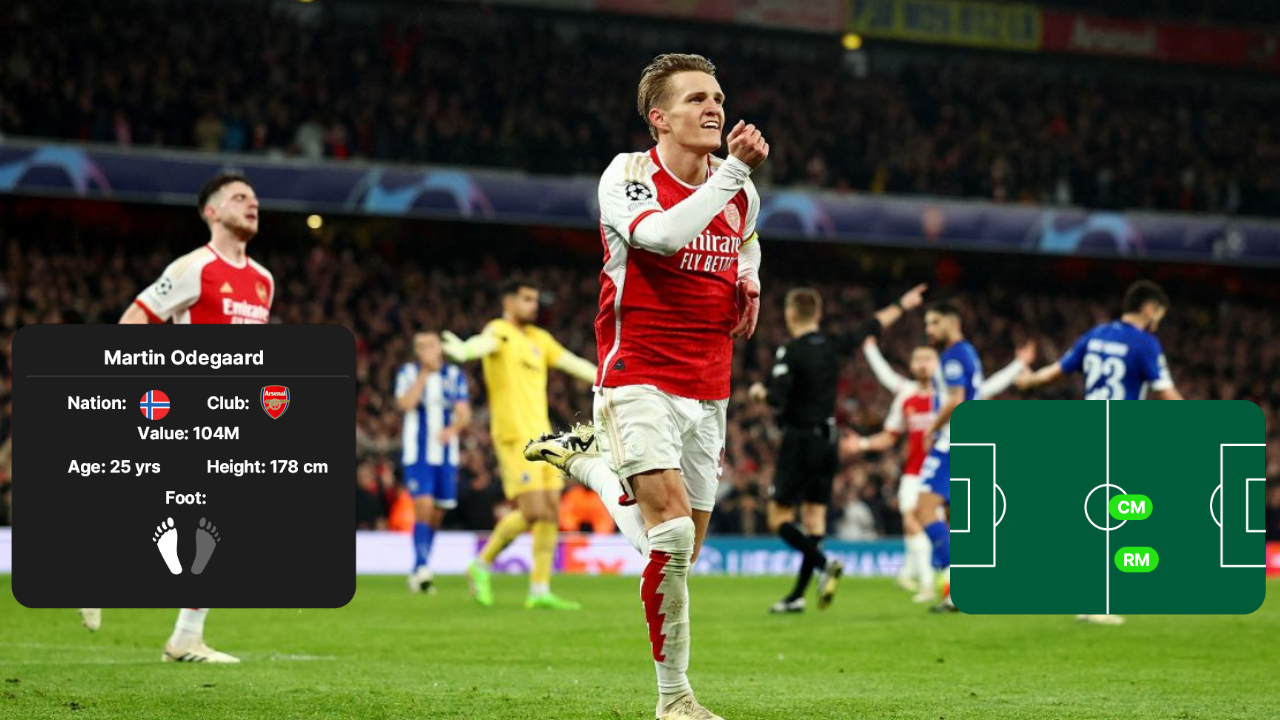 Arsenal
Emirates
FLY BETTER
Emirates
23
Martin Odegaard
Nation:
Club:
Arsenal
Value: 104M
Age: 25 yrs
Height: 178 cm
Foot:
CM
RM